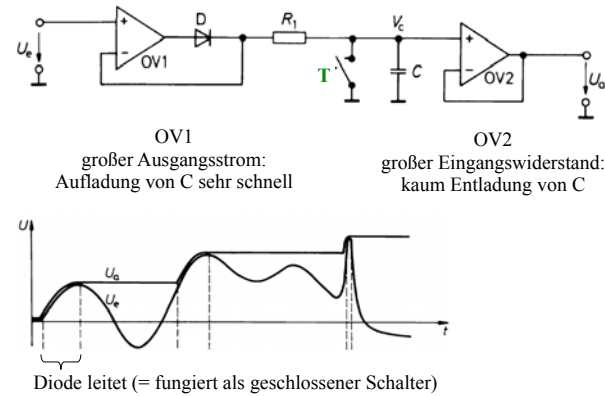 D
R1
Vc
+
−
OV1
Ue
T
C
+
−
OV2
Ua
OV1
großer Ausgangsstrom:
Aufladung von C sehr schnell
OV2
großer Eingangswiderstand:
kaum Entladung von C
U
Ua
Ue
t
Diode leitet (= fungiert als geschlossener Schalter)